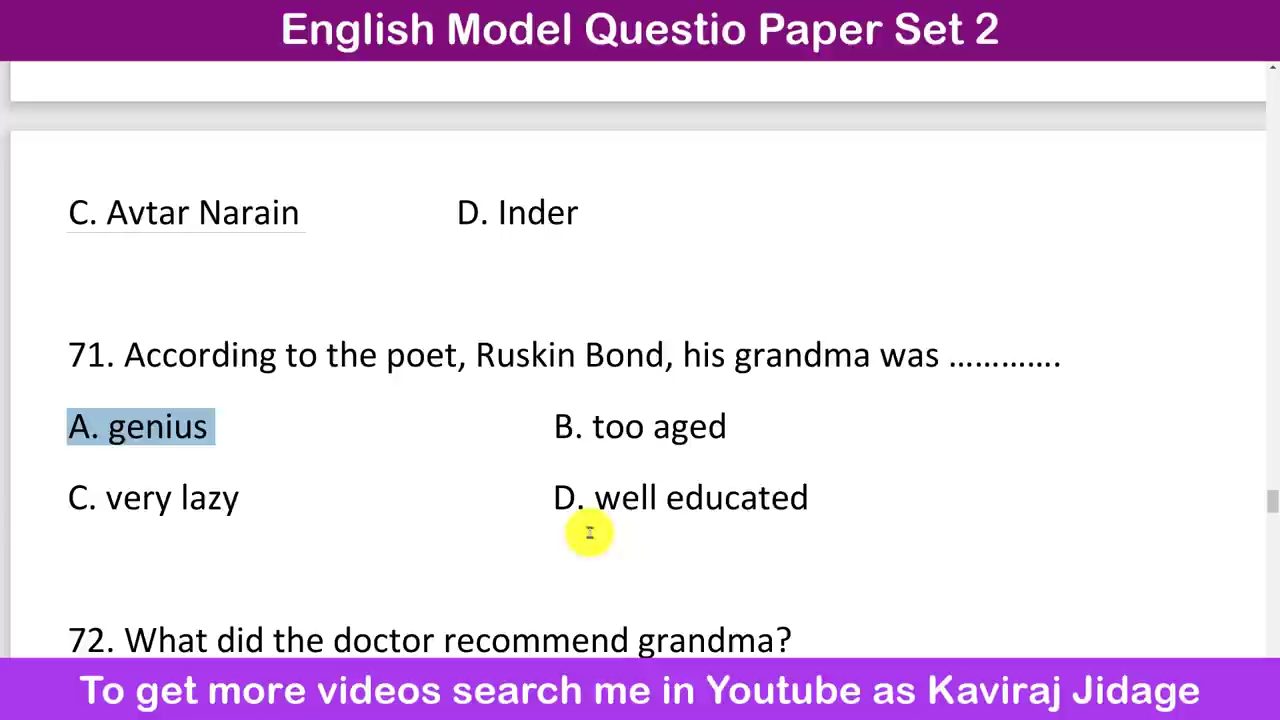 English Model Questio Paper Set 2
C. Avtar Narain D. Inder
71. According to the poet, Ruskin Bond, his grandma was .............
A. genius B. too aged
C. very lazy D. well educated
72. What did the doctor recommend grandma?
To get more videos search me in Youtube as Kaviraj Jidage